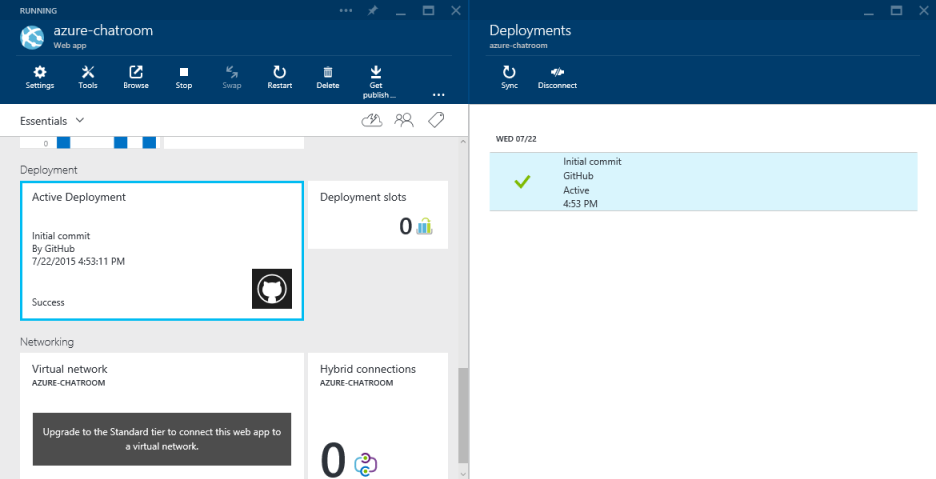 RUNNING
azure-chatroom
Web app
Settings
Tools
Browse
Stop
Swap
Restart
Delete
Get
publish...
Essentials
0
Deployment
Active Deployment
Initial commit
By GitHub
7/22/2015 4:53:11 PM
Success
Deployment slots
0
Networking
Virtual network
AZURE-CHATROOM
Upgrade to the Standard tier to connect this web app to
a virtual network.
Hybrid connections
AZURE-CHATROOM
0
Deployments
azure-chatroom
Sync
Disconnect
WED 07/22
Initial commit
GitHub
Active
4:53 PM